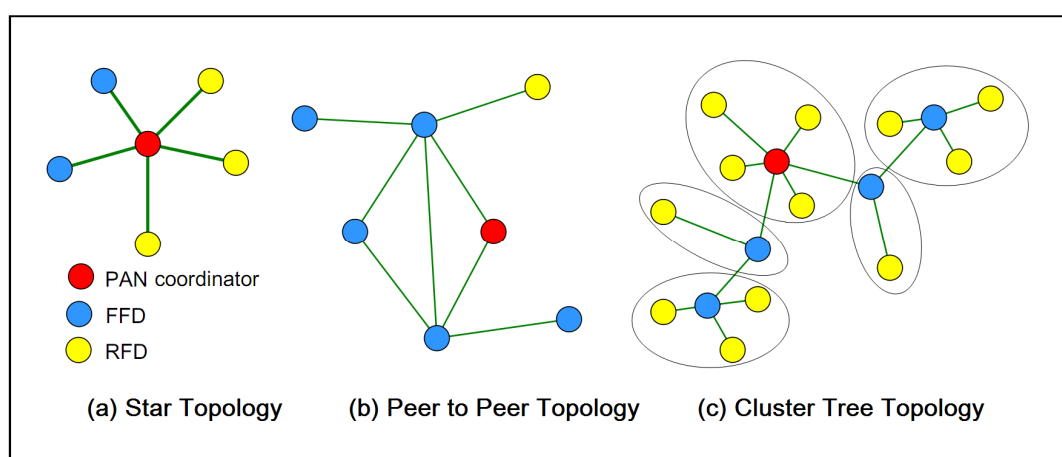 PAN coordinator
FFD
RFD
(a) Star Topology
(b) Peer to Peer Topology
(c) Cluster Tree Topology